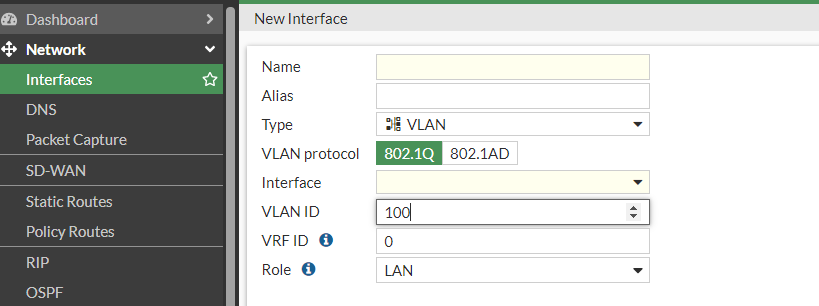 Dashboard
New Interface
Network
Interfaces
DNS
Packet Capture
SD-WAN
Static Routes
Policy Routes
RIP
OSPF
Name
Alias
Type VLAN
VLAN protocol 802.1Q 802.1AD
Interface
VLAN ID 100
VRF ID 0
Role LAN